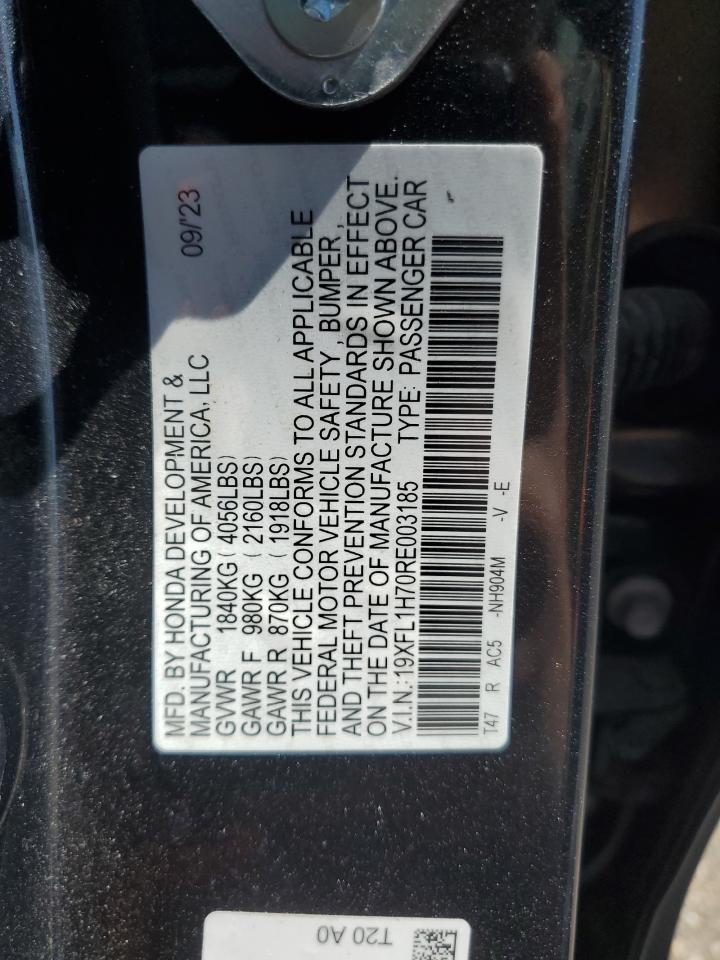 09/'23
MFD. BY HONDA DEVELOPMENT &
MANUFACTURING OF AMERICA, LLC
GVWR 1840KG (4056LBS)
GAWR F 980KG (2160LBS)
GAWR R 870KG (1918LBS)
THIS VEHICLE CONFORMS TO ALL APPLICABLE
FEDERAL MOTOR VEHICLE SAFETY, BUMPER,
AND THEFT PREVENTION STANDARDS IN EFFECT
ON THE DATE OF MANUFACTURE SHOWN ABOVE.
V.I.N.:19XFL1H70RE003185 TYPE: PASSENGER CAR
T47 R AC5 -NH904M -V -E
T20 A0